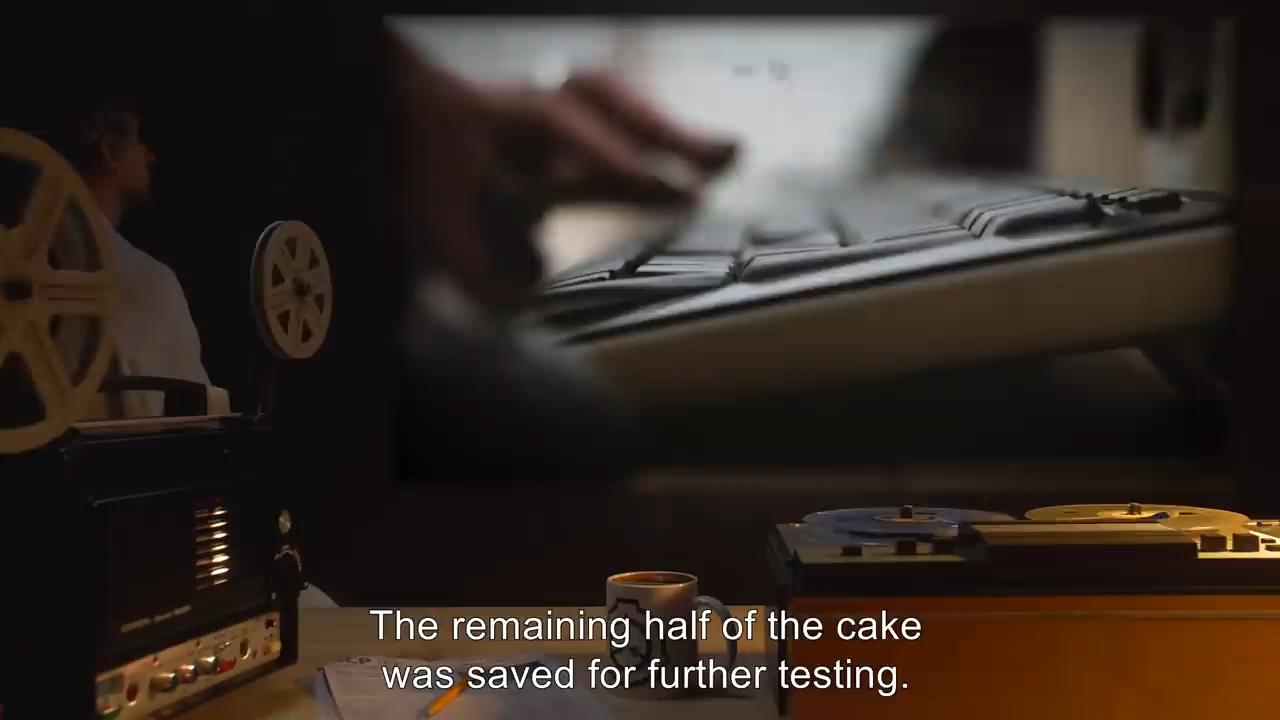 The remaining half of the cake
was saved for further testing.